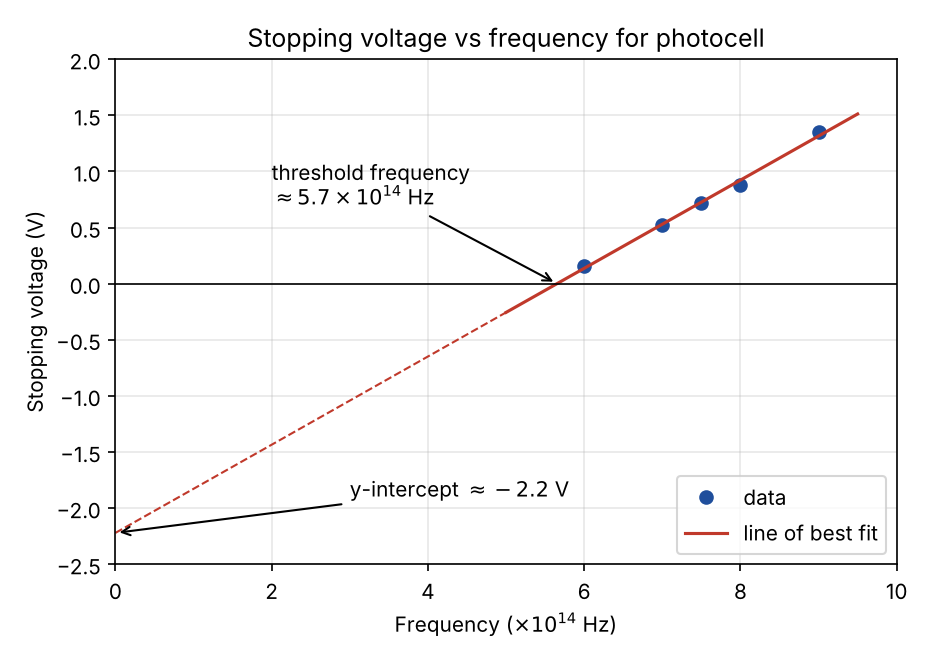 Stopping voltage vs frequency for photocell
2.0
1.5
1.0
0.5
0.0
−0.5
−1.0
−1.5
−2.0
−2.5
Stopping voltage (V)
threshold frequency
≈ 5.7 × 10¹⁴ Hz
y-intercept ≈ − 2.2 V
data
line of best fit
0 2 4 6 8 10
Frequency (×10¹⁴ Hz)